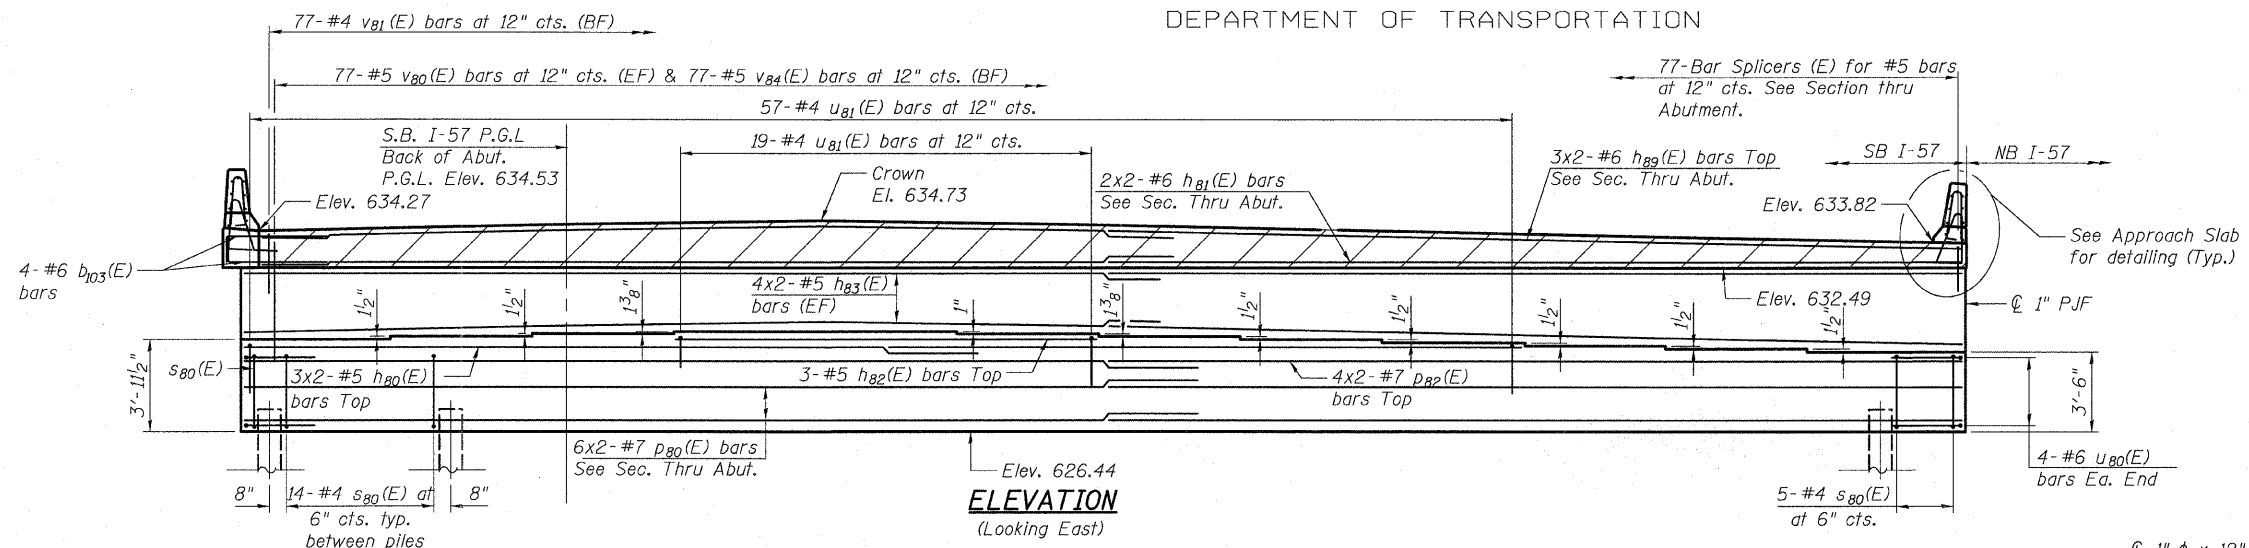 DEPARTMENT OF TRANSPORTATION
77-#4 v81(E) bars at 12" cts. (BF)
77-#5 v80(E) bars at 12" cts. (EF) & 77-#5 v84(E) bars at 12" cts. (BF)
57-#4 u81(E) bars at 12" cts.
77-Bar Splicers (E) for #5 bars
at 12" cts. See Section thru
Abutment.
S.B. I-57 P.G.L
Back of Abut.
P.G.L. Elev. 634.53
19-#4 u81(E) bars at 12" cts.
Crown
El. 634.73
2x2-#6 h81(E) bars
See Sec. Thru Abut.
3x2-#6 h89(E) bars Top
See Sec. Thru Abut.
SB I-57
NB I-57
Elev. 634.27
Elev. 633.82
See Approach Slab
for detailing (Typ.)
4-#6 b103(E)
bars
4x2-#5 h83(E)
bars (EF)
Elev. 632.49
℄ 1" PJF
1½"
1½"
1⅜"
1"
1⅜"
1½"
1½"
1½"
1½"
1½"
s80(E)
3'-11½"
3x2-#5 h80(E)
bars Top
3-#5 h82(E) bars Top
4x2-#7 p82(E)
bars Top
3'-6"
6x2-#7 p80(E) bars
See Sec. Thru Abut.
Elev. 626.44
4-#6 u80(E)
bars Ea. End
8"
14-#4 s80(E) at
6" cts. typ.
between piles
8"
5-#4 s80(E)
at 6" cts.
ELEVATION
(Looking East)